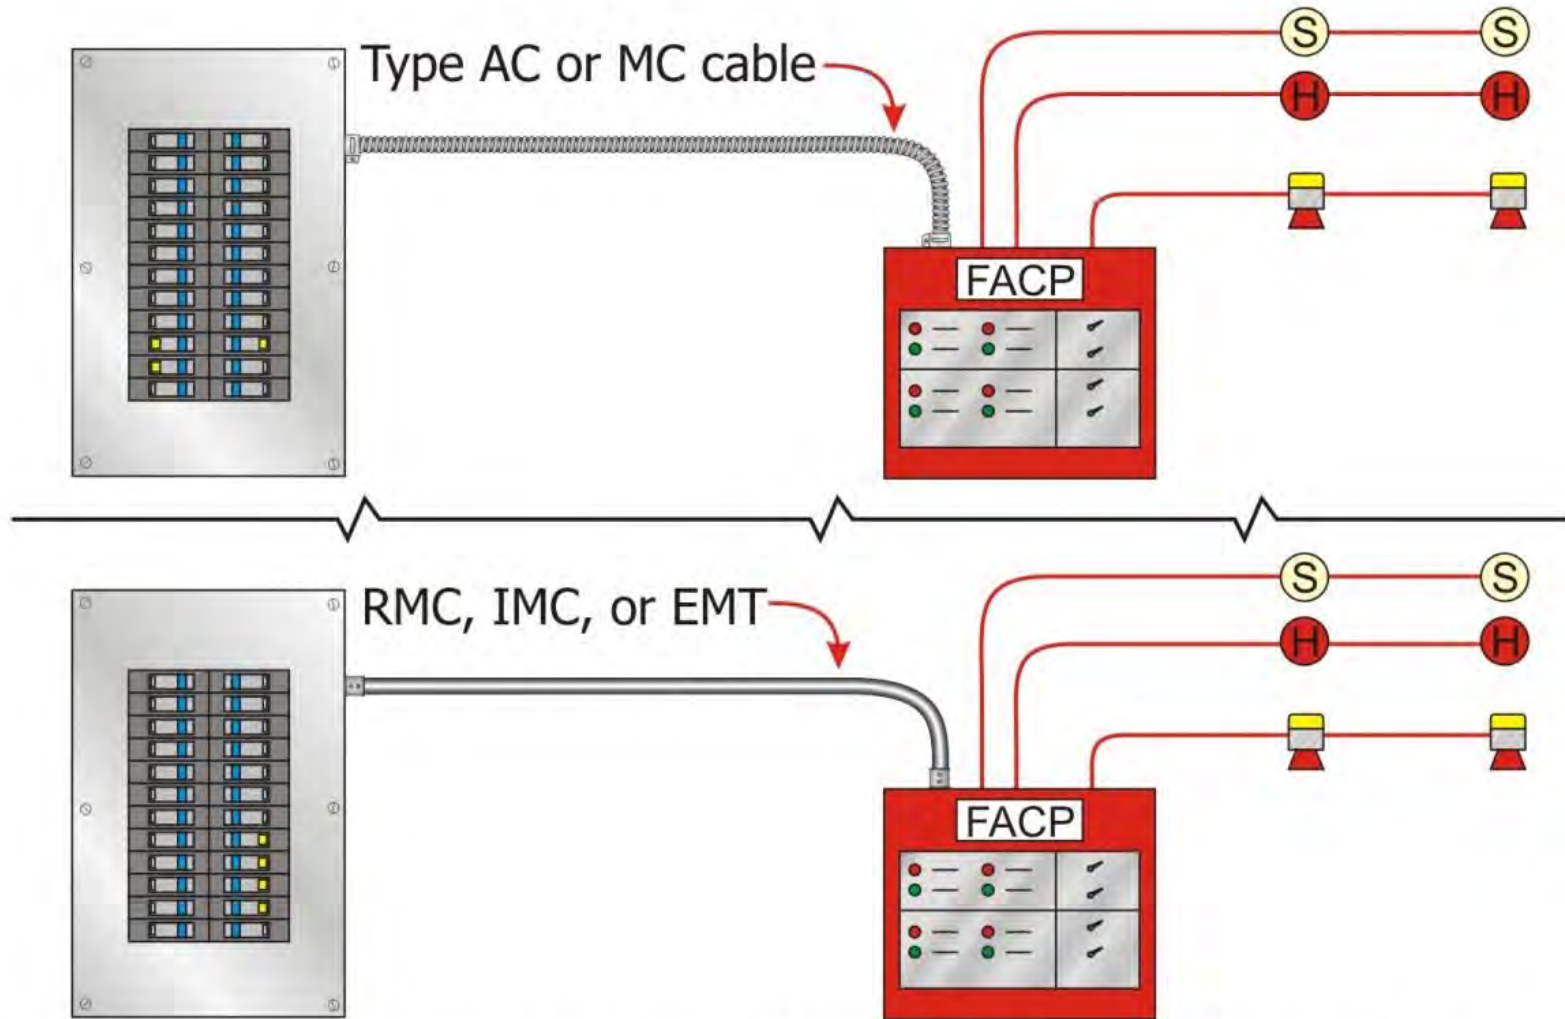 Type AC or MC cable
S S
H H
FACP
RMC, IMC, or EMT
S S
H H
FACP